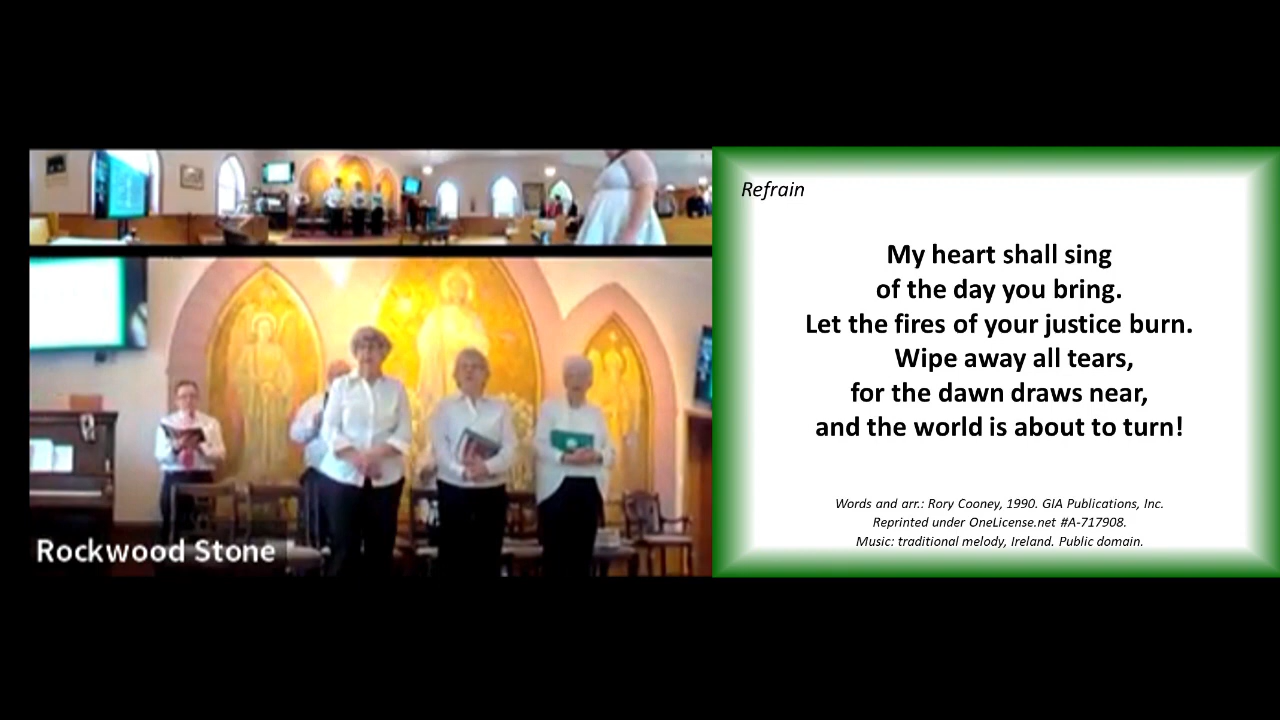 Rockwood Stone
Refrain
My heart shall sing
of the day you bring.
Let the fires of your justice burn.
Wipe away all tears,
for the dawn draws near,
and the world is about to turn!
Words and arr.: Rory Cooney, 1990. GIA Publications, Inc.
Reprinted under OneLicense.net #A-717908.
Music: traditional melody, Ireland. Public domain.